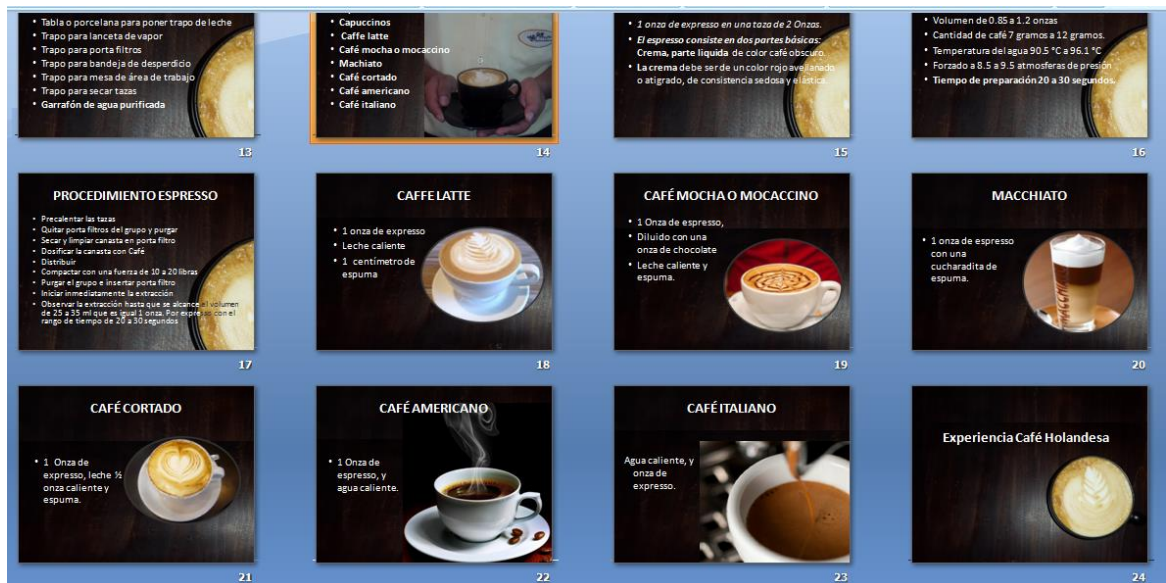 • Tabla o porcelana para poner trapo de leche
• Trapo para lanceta de vapor
• Trapo para porta filtros
• Trapo para bandeja de desperdicio
• Trapo para mesa de área de trabajo
• Trapo para secar tazas
• Garrafón de agua purificada
13
• Capuccinos
• Caffe latte
• Café mocha o mocaccino
• Machiato
• Café cortado
• Café americano
• Café italiano
14
• 1 onza de expresso en una taza de 2 Onzas.
• El espresso consiste en dos partes básicas:
Crema, parte liquida de color café obscuro.
• La crema debe ser de un color rojo avellanado
o atigrado, de consistencia sedosa y elástica.
15
• Volumen de 0.85 a 1.2 onzas
• Cantidad de café 7 gramos a 12 gramos.
• Temperatura del agua 90.5 °C a 96.1 °C
• Forzado a 8.5 a 9.5 atmosferas de presión
• Tiempo de preparación 20 a 30 segundos.
16
PROCEDIMIENTO ESPRESSO
• Precalentar las tazas
• Quitar porta filtros del grupo y purgar
• Secar y limpiar canasta en porta filtro
• Dosificar la canasta con Café
• Distribuir
• Compactar con una fuerza de 10 a 20 libras
• Purgar el grupo e insertar porta filtro
• Iniciar inmediatamente la extracción
• Observar la extracción hasta que se alcance el volumen
de 25 a 35 ml que es igual 1 onza. Por expresso con el
rango de tiempo de 20 a 30 segundos
17
CAFFE LATTE
• 1 onza de expresso
• Leche caliente
• 1 centímetro de
espuma
18
CAFÉ MOCHA O MOCACCINO
• 1 Onza de espresso,
• Diluido con una
onza de chocolate
• Leche caliente y
espuma.
19
MACCHIATO
• 1 onza de espresso
con una
cucharadita de
espuma.
20
CAFÉ CORTADO
• 1 Onza de
expresso, leche ½
onza caliente y
espuma.
21
CAFÉ AMERICANO
• 1 Onza de
espresso, y
agua caliente.
22
CAFÉ ITALIANO
Agua caliente, y
onza de
expresso.
23
Experiencia Café Holandesa
24